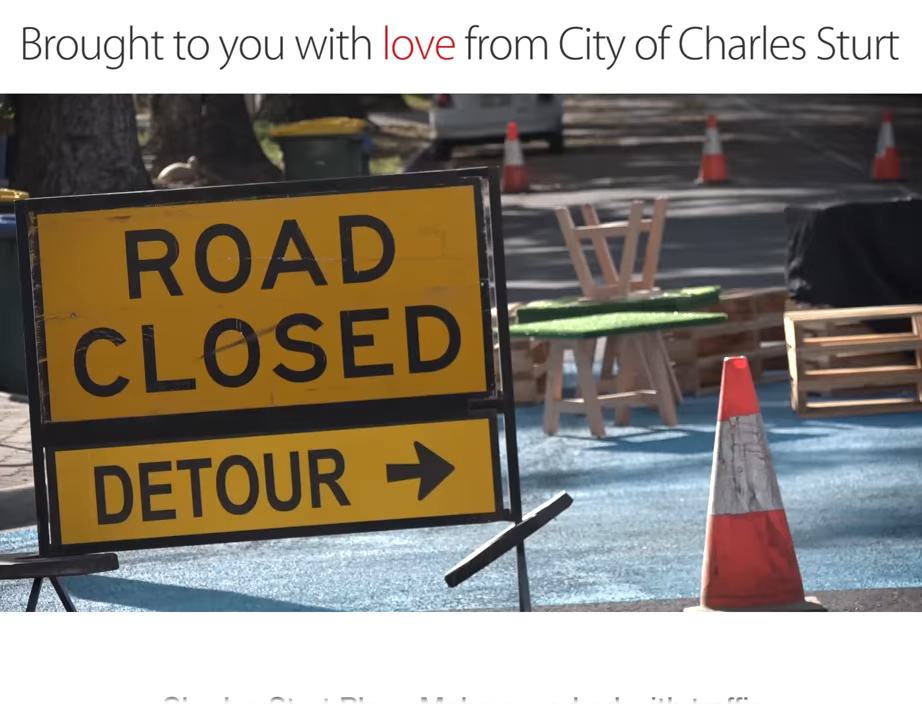 Brought to you with love from City of Charles Sturt
ROAD
CLOSED
DETOUR